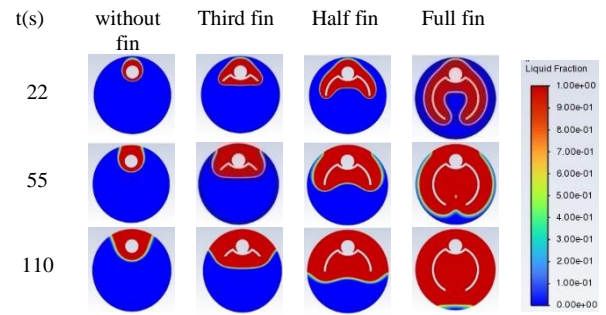 t(s) without fin Third fin Half fin Full fin
22
55
110
Liquid Fraction
1.00e+00
9.00e-01
8.00e-01
7.00e-01
6.00e-01
5.00e-01
4.00e-01
3.00e-01
2.00e-01
1.00e-01
0.00e+00